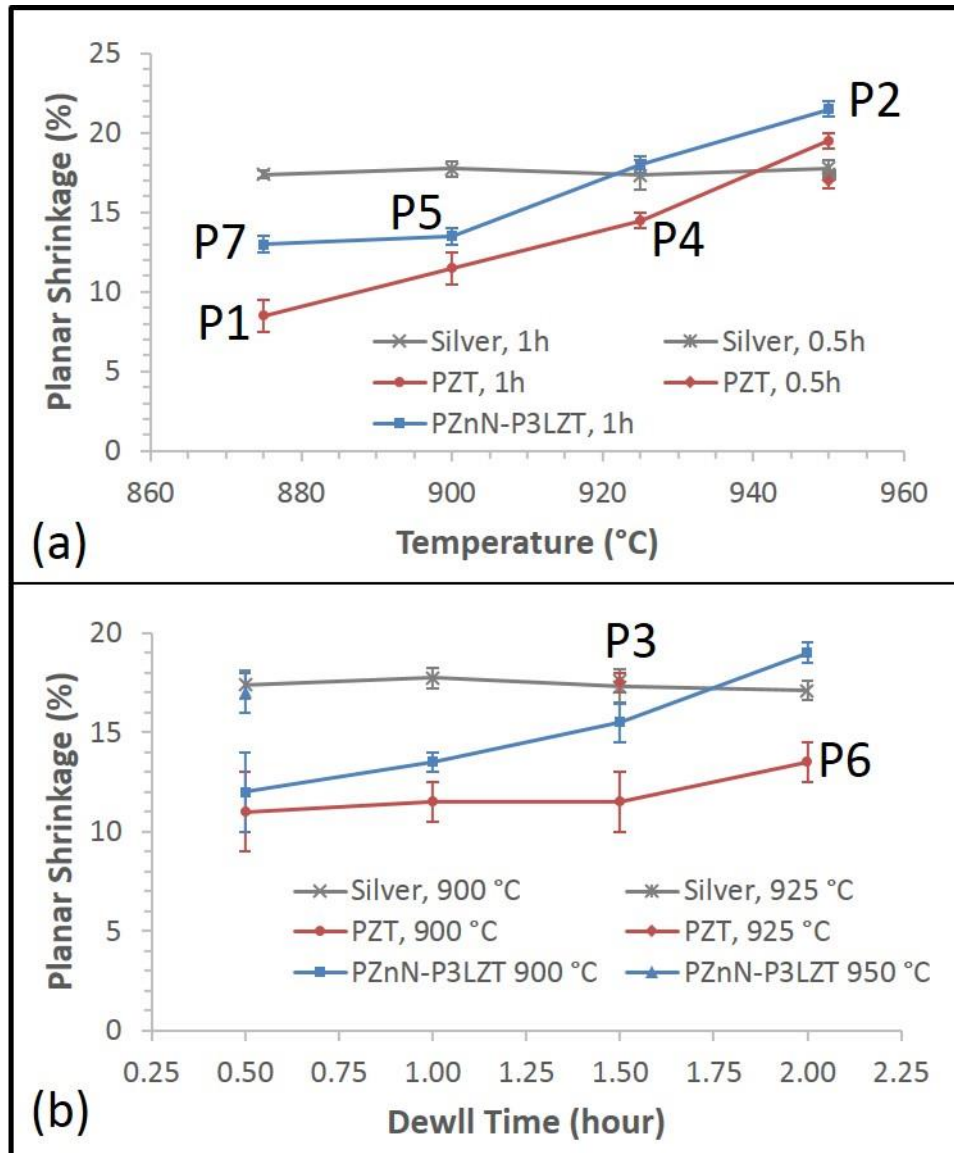 25
20
15
10
5
0
Planar Shrinkage (%)
P2
P5
P7
P4
P1
Silver, 1h
Silver, 0.5h
PZT, 1h
PZT, 0.5h
PZnN-P3LZT, 1h
860 880 900 920 940 960
Temperature (°C)
(a)
20
15
10
5
0
Planar Shrinkage (%)
P3
P6
Silver, 900 °C
Silver, 925 °C
PZT, 900 °C
PZT, 925 °C
PZnN-P3LZT 900 °C
PZnN-P3LZT 950 °C
0.25 0.50 0.75 1.00 1.25 1.50 1.75 2.00 2.25
Dewll Time (hour)
(b)